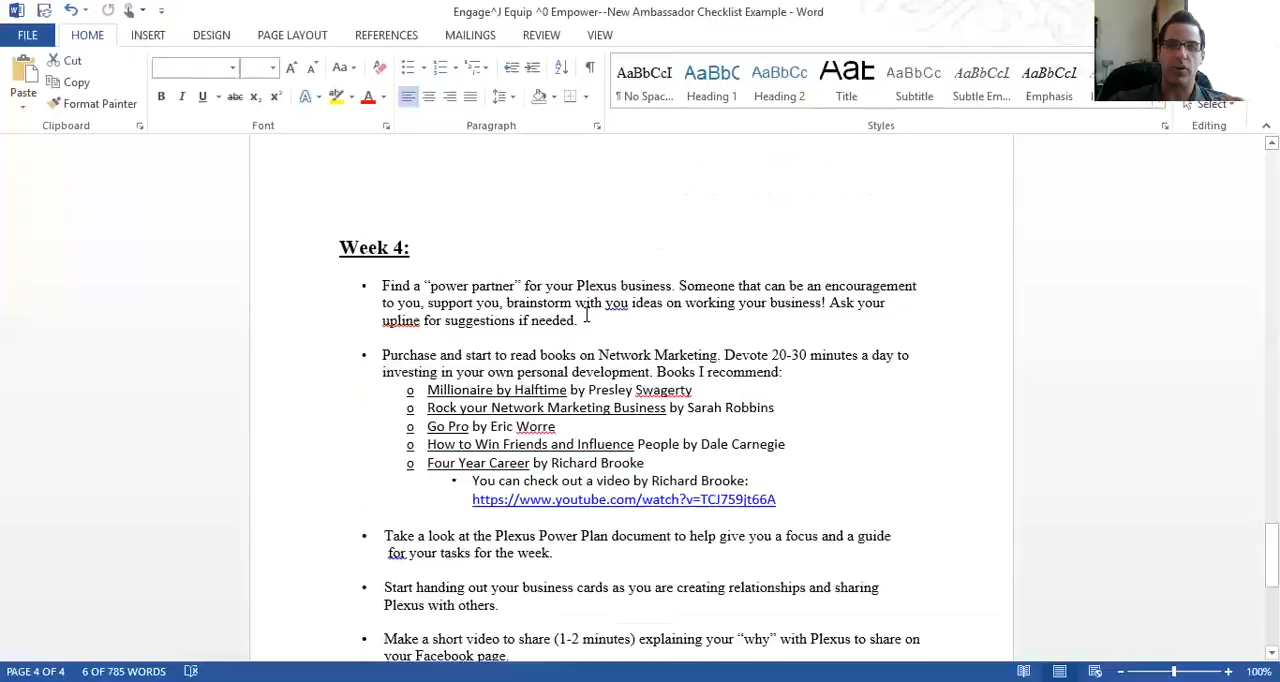 Engage^J Equip ^0 Empower--New Ambassador Checklist Example - Word
FILE HOME INSERT DESIGN PAGE LAYOUT REFERENCES MAILINGS REVIEW VIEW
Paste
Cut
Copy
Format Painter
Clipboard
Aa
B I U abc x₂ x² A A
Font
Paragraph
AaBbCcI AaBbC AaBbCc AaB AaBbCc AaBbCcI AaBbCcI
¶ No Spac... Heading 1 Heading 2 Title Subtitle Subtle Em... Emphasis
Styles
Select
Editing
Week 4:
• Find a “power partner” for your Plexus business. Someone that can be an encouragement
to you, support you, brainstorm with you ideas on working your business! Ask your
upline for suggestions if needed.
• Purchase and start to read books on Network Marketing. Devote 20-30 minutes a day to
investing in your own personal development. Books I recommend:
o Millionaire by Halftime by Presley Swagerty
o Rock your Network Marketing Business by Sarah Robbins
o Go Pro by Eric Worre
o How to Win Friends and Influence People by Dale Carnegie
o Four Year Career by Richard Brooke
• You can check out a video by Richard Brooke:
https://www.youtube.com/watch?v=TCJ759jt66A
• Take a look at the Plexus Power Plan document to help give you a focus and a guide
for your tasks for the week.
• Start handing out your business cards as you are creating relationships and sharing
Plexus with others.
• Make a short video to share (1-2 minutes) explaining your “why” with Plexus to share on
your Facebook page.
PAGE 4 OF 4 6 OF 785 WORDS 100%